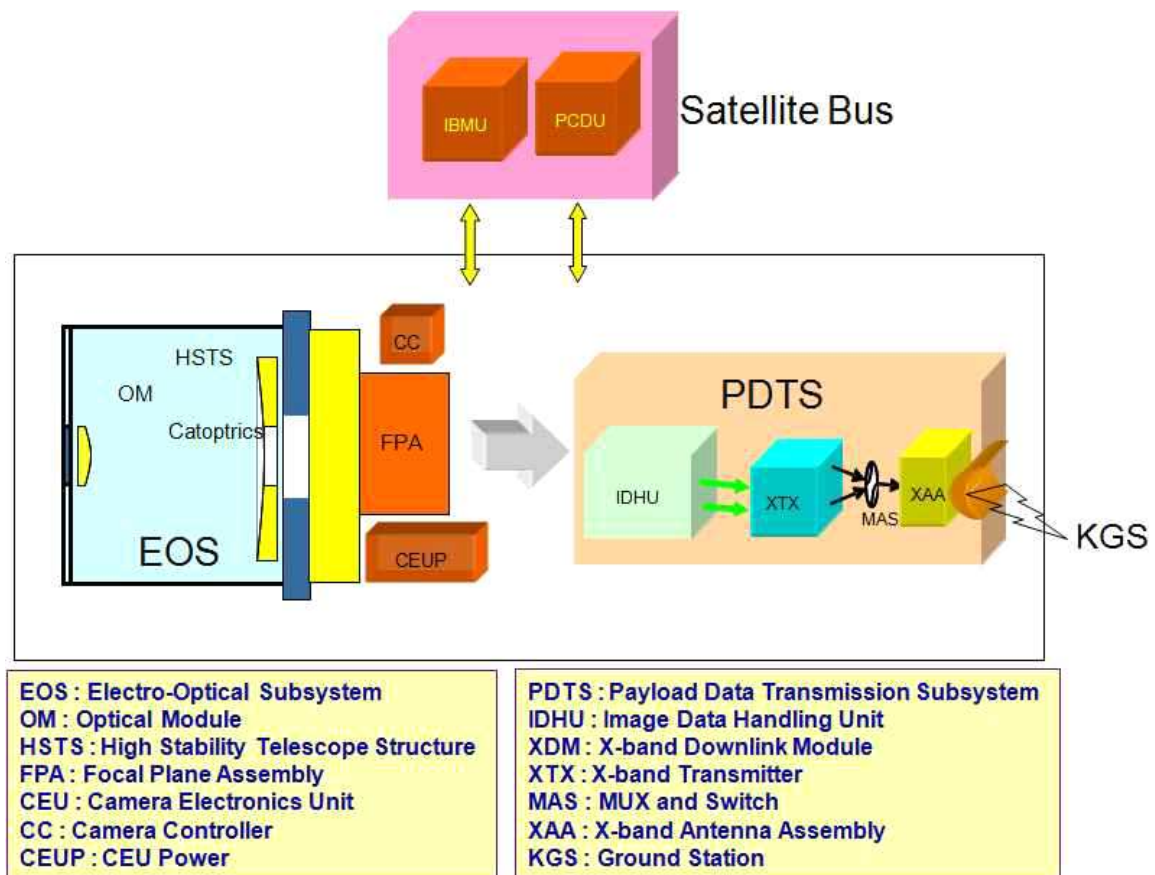 IBMU
PCDU
Satellite Bus
HSTS
OM
Catoptrics
EOS
CC
FPA
CEUP
PDTS
IDHU
XTX
MAS
XAA
KGS
EOS : Electro-Optical Subsystem
OM : Optical Module
HSTS : High Stability Telescope Structure
FPA : Focal Plane Assembly
CEU : Camera Electronics Unit
CC : Camera Controller
CEUP : CEU Power
PDTS : Payload Data Transmission Subsystem
IDHU : Image Data Handling Unit
XDM : X-band Downlink Module
XTX : X-band Transmitter
MAS : MUX and Switch
XAA : X-band Antenna Assembly
KGS : Ground Station